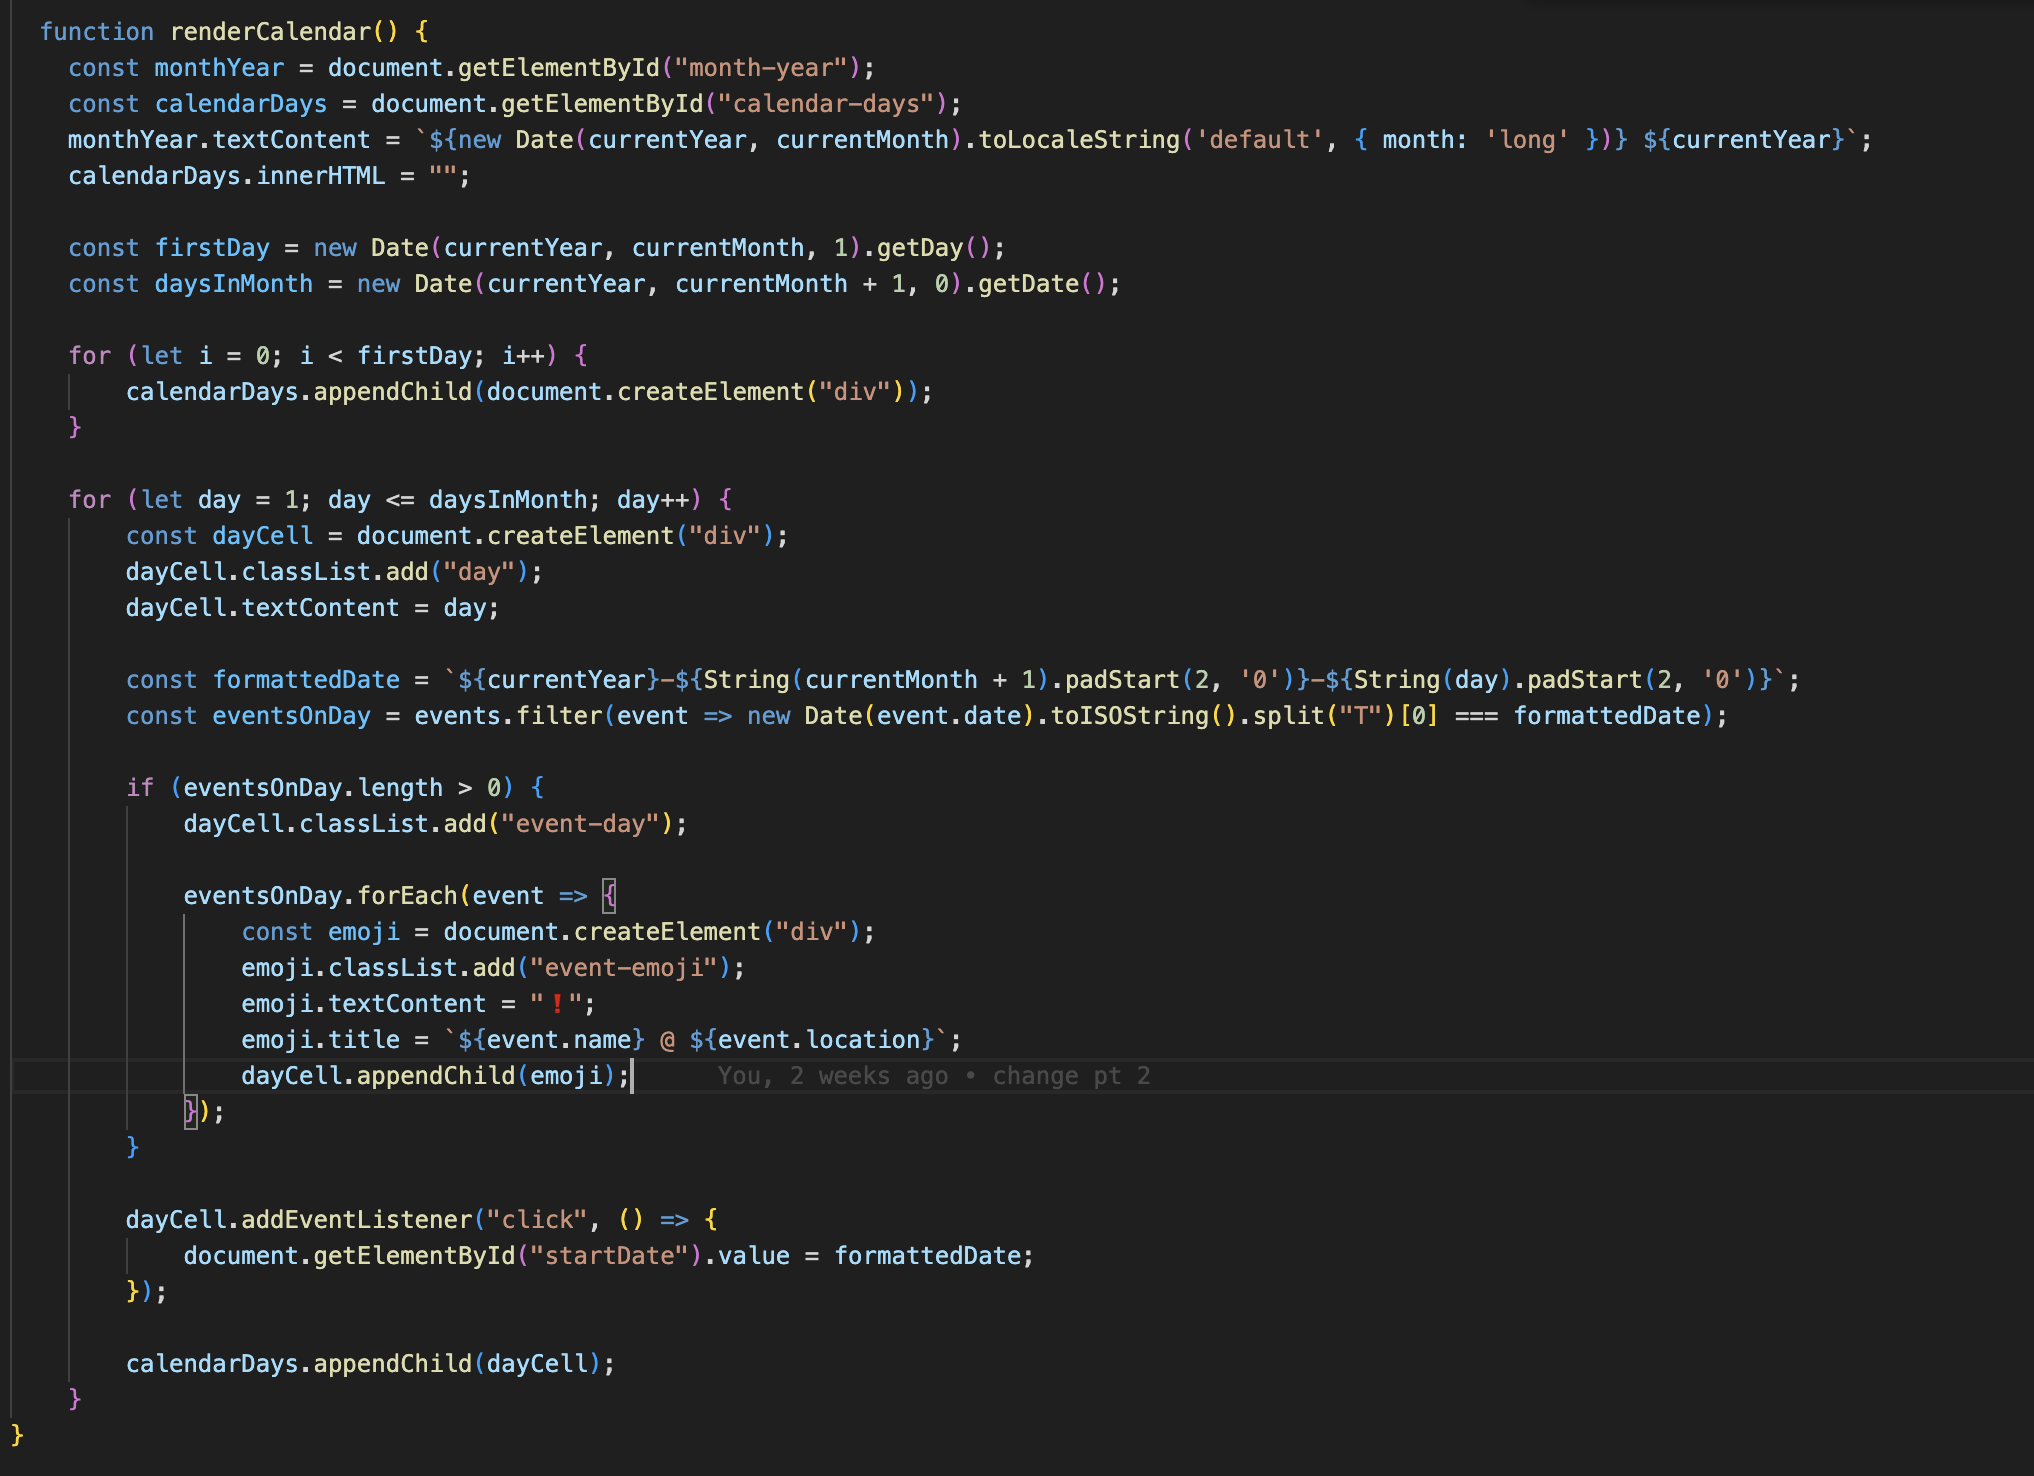 function renderCalendar() {
const monthYear = document.getElementById("month-year");
const calendarDays = document.getElementById("calendar-days");
monthYear.textContent = `${new Date(currentYear, currentMonth).toLocaleString('default', { month: 'long' })} ${currentYear}`;
calendarDays.innerHTML = "";
const firstDay = new Date(currentYear, currentMonth, 1).getDay();
const daysInMonth = new Date(currentYear, currentMonth + 1, 0).getDate();
for (let i = 0; i < firstDay; i++) {
calendarDays.appendChild(document.createElement("div"));
}
for (let day = 1; day <= daysInMonth; day++) {
const dayCell = document.createElement("div");
dayCell.classList.add("day");
dayCell.textContent = day;
const formattedDate = `${currentYear}-${String(currentMonth + 1).padStart(2, '0')}-${String(day).padStart(2, '0')}`;
const eventsOnDay = events.filter(event => new Date(event.date).toISOString().split("T")[0] === formattedDate);
if (eventsOnDay.length > 0) {
dayCell.classList.add("event-day");
eventsOnDay.forEach(event => {
const emoji = document.createElement("div");
emoji.classList.add("event-emoji");
emoji.textContent = "❗";
emoji.title = `${event.name} @ ${event.location}`;
dayCell.appendChild(emoji); You, 2 weeks ago • change pt 2
});
}
dayCell.addEventListener("click", () => {
document.getElementById("startDate").value = formattedDate;
});
calendarDays.appendChild(dayCell);
}
}